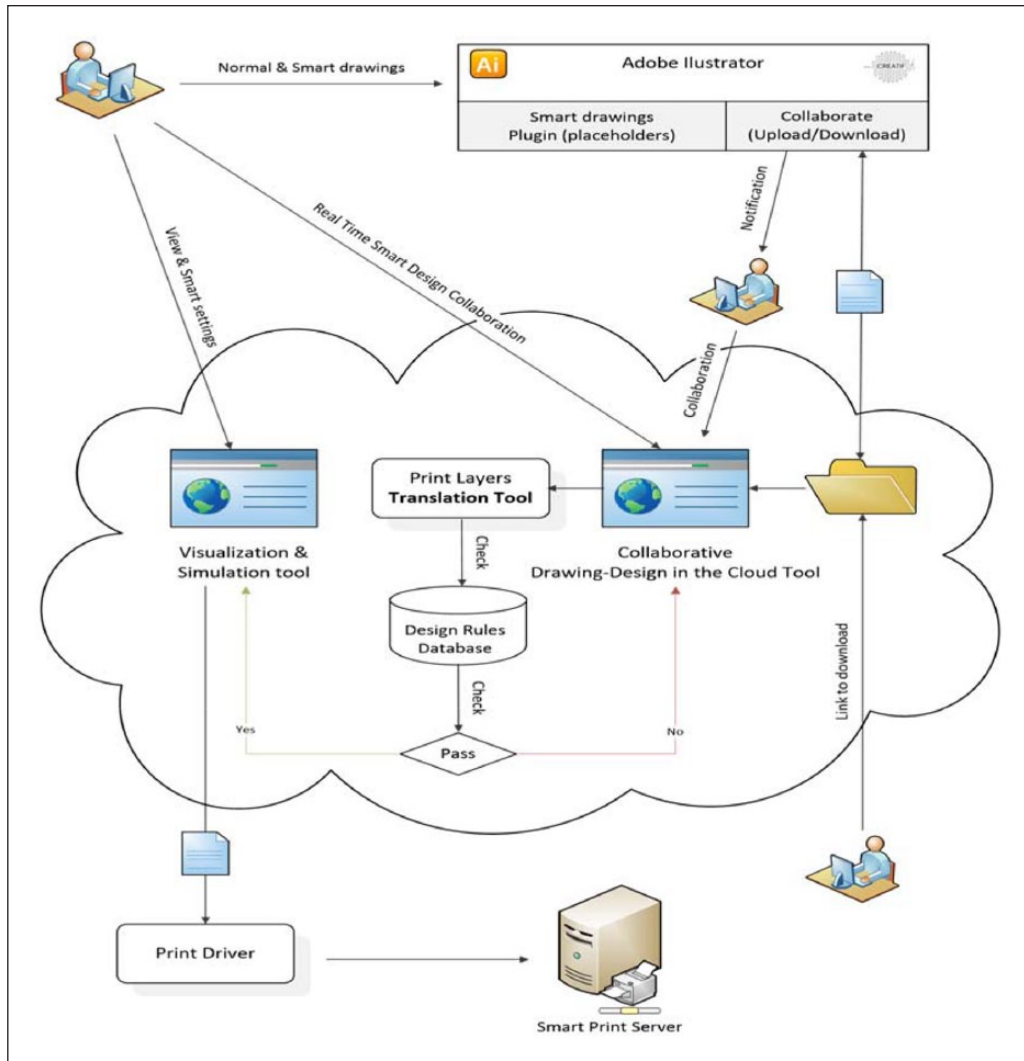 Normal & Smart drawings
Ai
Adobe Ilustrator
CREATIF
Smart drawings
Plugin (placeholders)
Collaborate
(Upload/Download)
Notification
Real Time Smart Design Collaboration
View & Smart settings
Collaboration
Print Layers
Translation Tool
Visualization &
Simulation tool
Check
Collaborative
Drawing-Design in the Cloud Tool
Design Rules
Database
Link to download
Check
Yes
No
Pass
Print Driver
Smart Print Server